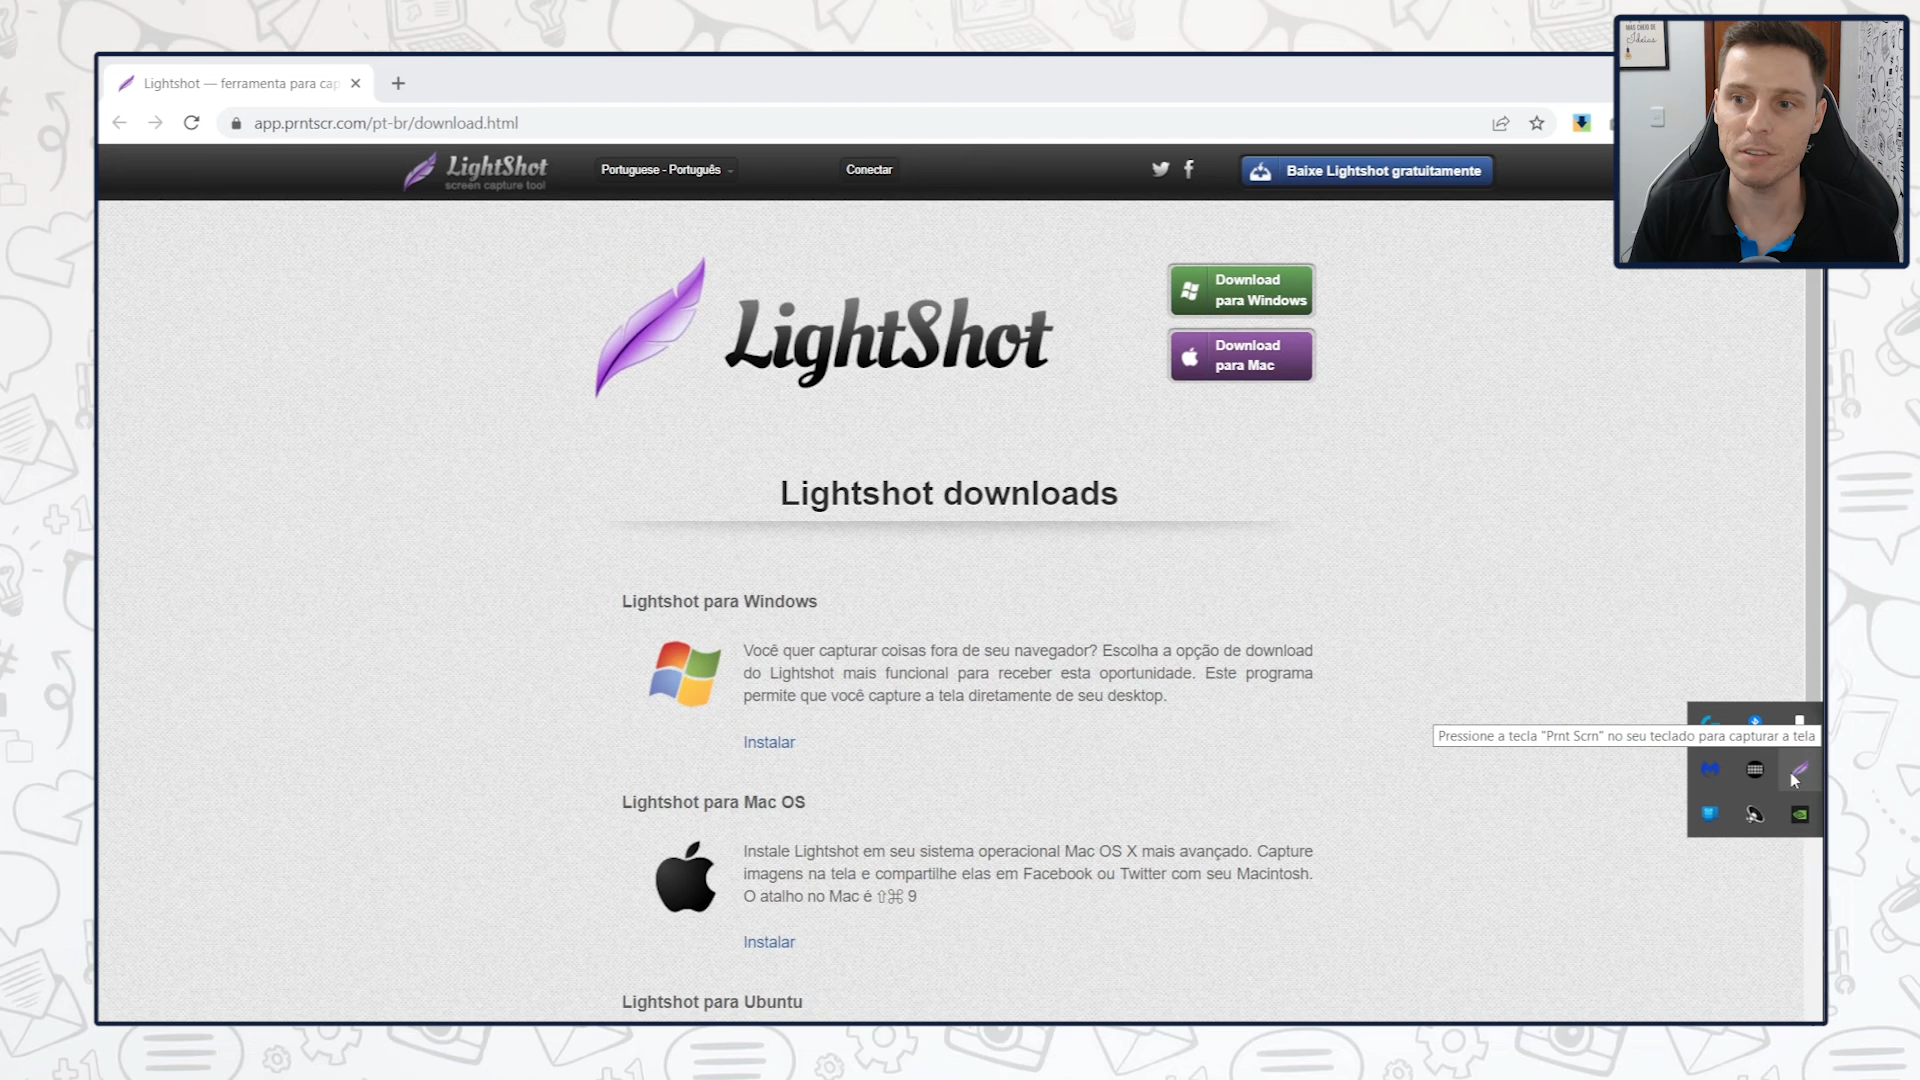 Lightshot — ferramenta para cap
app.prntscr.com/pt-br/download.html
LightShot
screen capture tool
Portuguese - Português
Conectar
Baixe Lightshot gratuitamente
MAS CHEIO DE
Ideias
LightShot
Download
para Windows
Download
para Mac
Lightshot downloads
Lightshot para Windows
Você quer capturar coisas fora de seu navegador? Escolha a opção de download
do Lightshot mais funcional para receber esta oportunidade. Este programa
permite que você capture a tela diretamente de seu desktop.
Instalar
Pressione a tecla "Prnt Scrn" no seu teclado para capturar a tela
Lightshot para Mac OS
Instale Lightshot em seu sistema operacional Mac OS X mais avançado. Capture
imagens na tela e compartilhe elas em Facebook ou Twitter com seu Macintosh.
O atalho no Mac é ⇧⌘ 9
Instalar
Lightshot para Ubuntu